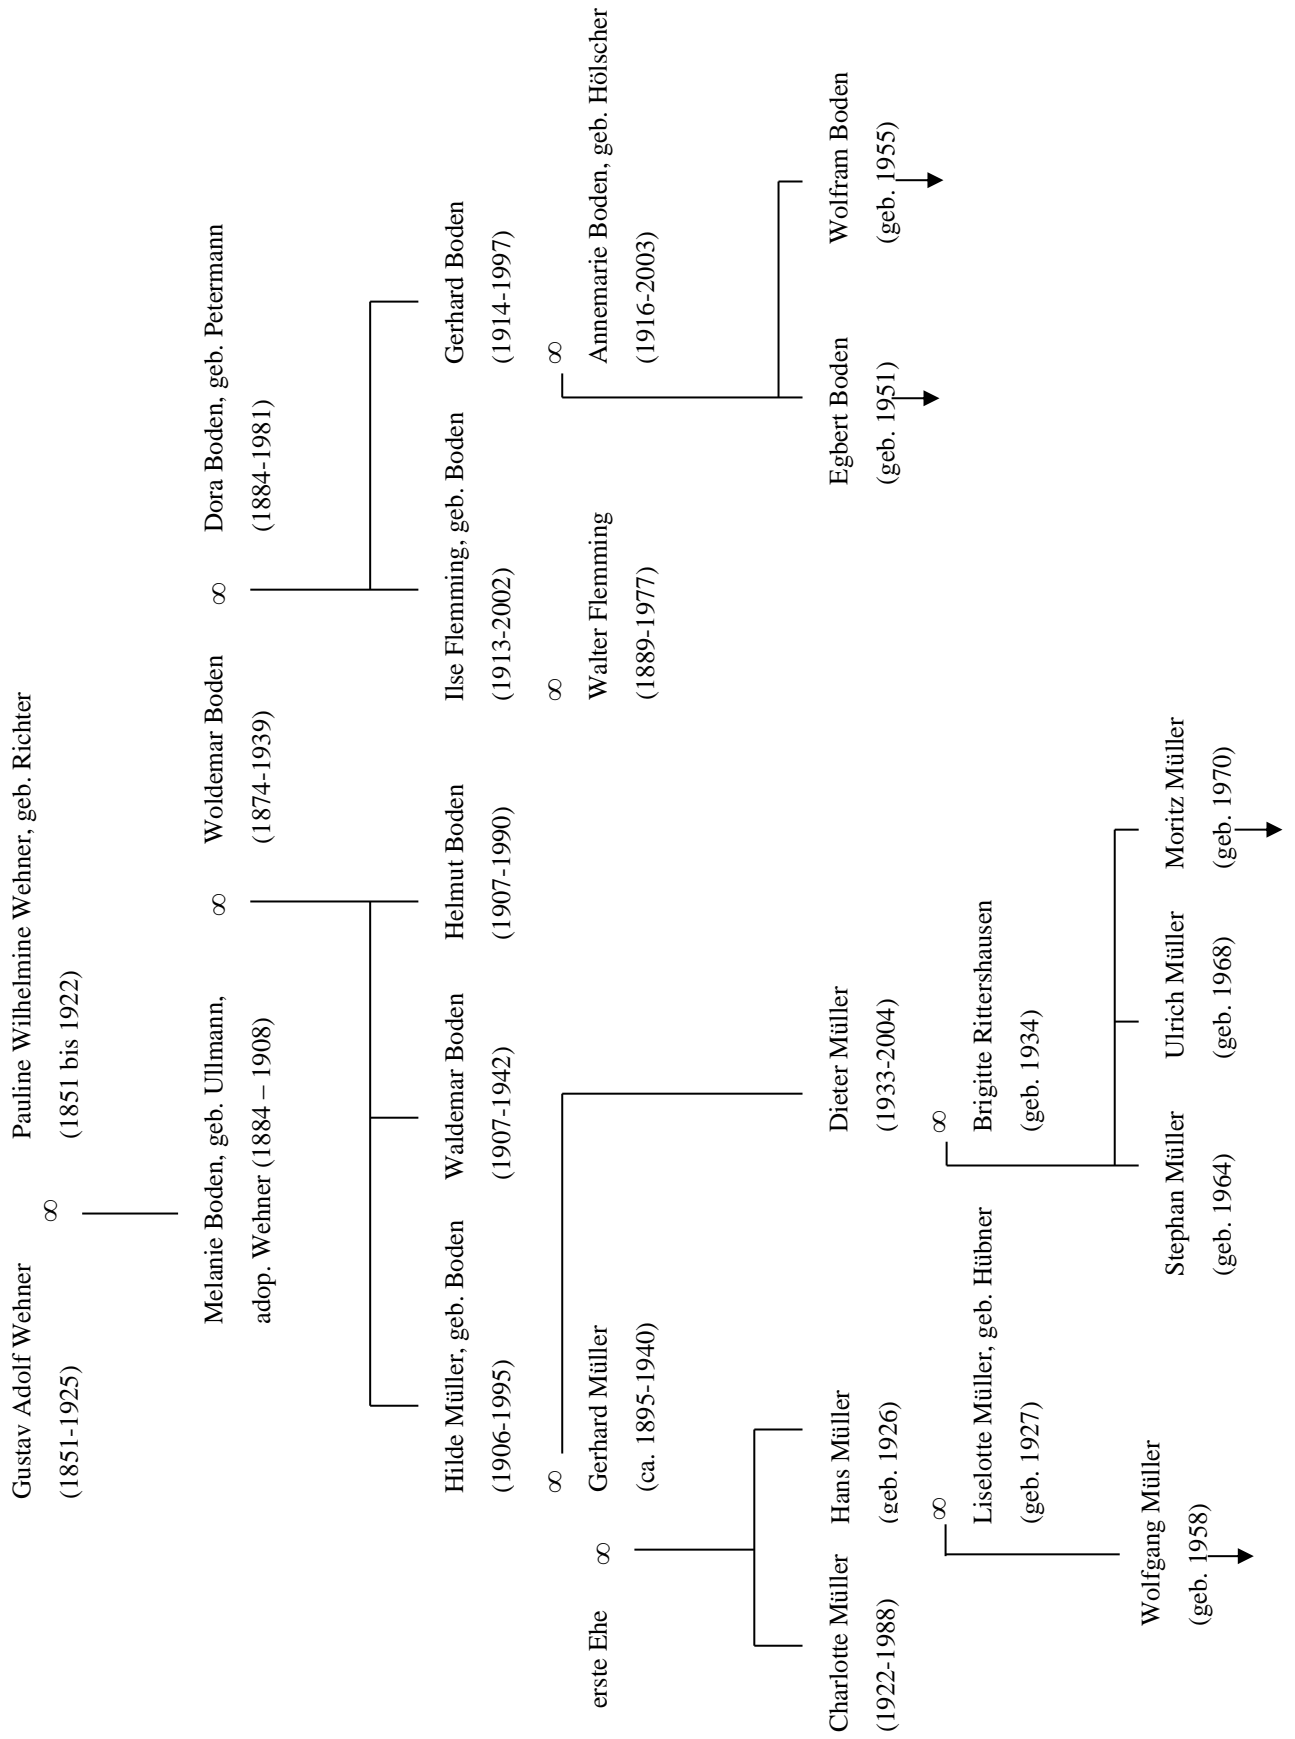 Gustav Adolf Wehner
(1851-1925)
∞
Pauline Wilhelmine Wehner, geb. Richter
(1851 bis 1922)
Melanie Boden, geb. Ullmann,
adop. Wehner (1884 – 1908)
∞
Woldemar Boden
(1874-1939)
∞
Dora Boden, geb. Petermann
(1884-1981)
Hilde Müller, geb. Boden
(1906-1995)
∞
Gerhard Müller
(ca. 1895-1940)
Waldemar Boden
(1907-1942)
Helmut Boden
(1907-1990)
Ilse Flemming, geb. Boden
(1913-2002)
∞
Walter Flemming
(1889-1977)
Gerhard Boden
(1914-1997)
∞
Annemarie Boden, geb. Hölscher
(1916-2003)
erste Ehe
∞
Charlotte Müller
(1922-1988)
Hans Müller
(geb. 1926)
∞
Liselotte Müller, geb. Hübner
(geb. 1927)
Dieter Müller
(1933-2004)
∞
Brigitte Rittershausen
(geb. 1934)
Egbert Boden
(geb. 1951)
Wolfram Boden
(geb. 1955)
Wolfgang Müller
(geb. 1958)
Stephan Müller
(geb. 1964)
Ulrich Müller
(geb. 1968)
Moritz Müller
(geb. 1970)